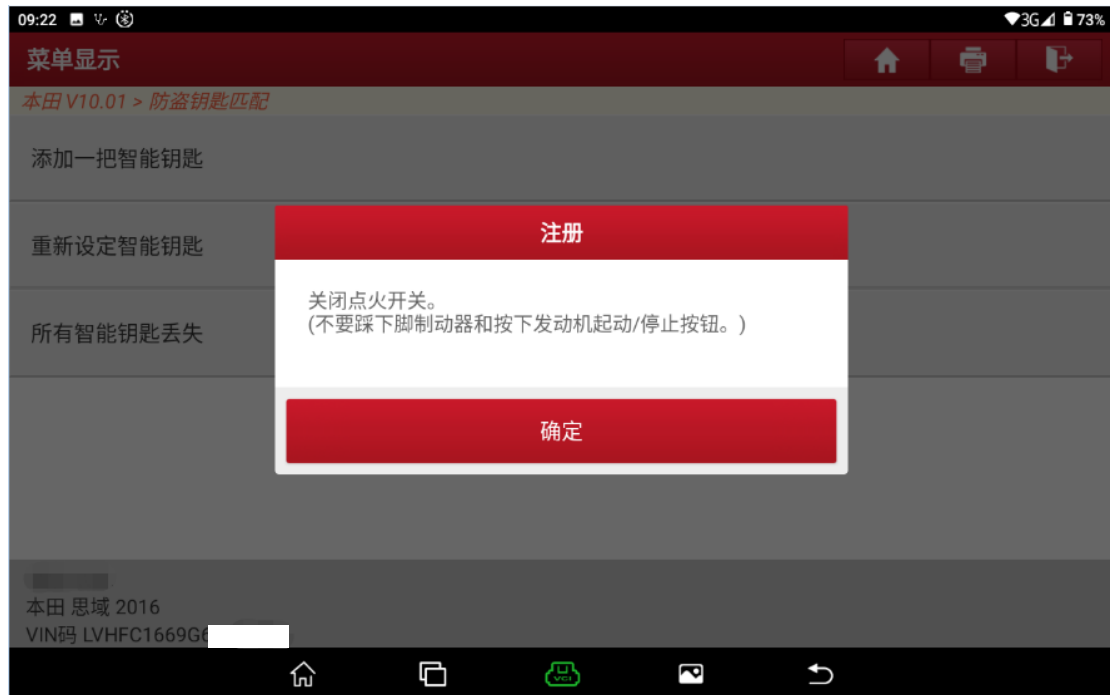 09:22
3G 73%
菜单显示
本田 V10.01 > 防盗钥匙匹配
添加一把智能钥匙
重新设定智能钥匙
所有智能钥匙丢失
注册
关闭点火开关。
(不要踩下脚制动器和按下发动机起动/停止按钮。)
确定
本田 思域 2016
VIN码 LVHFC1669G6
VCI